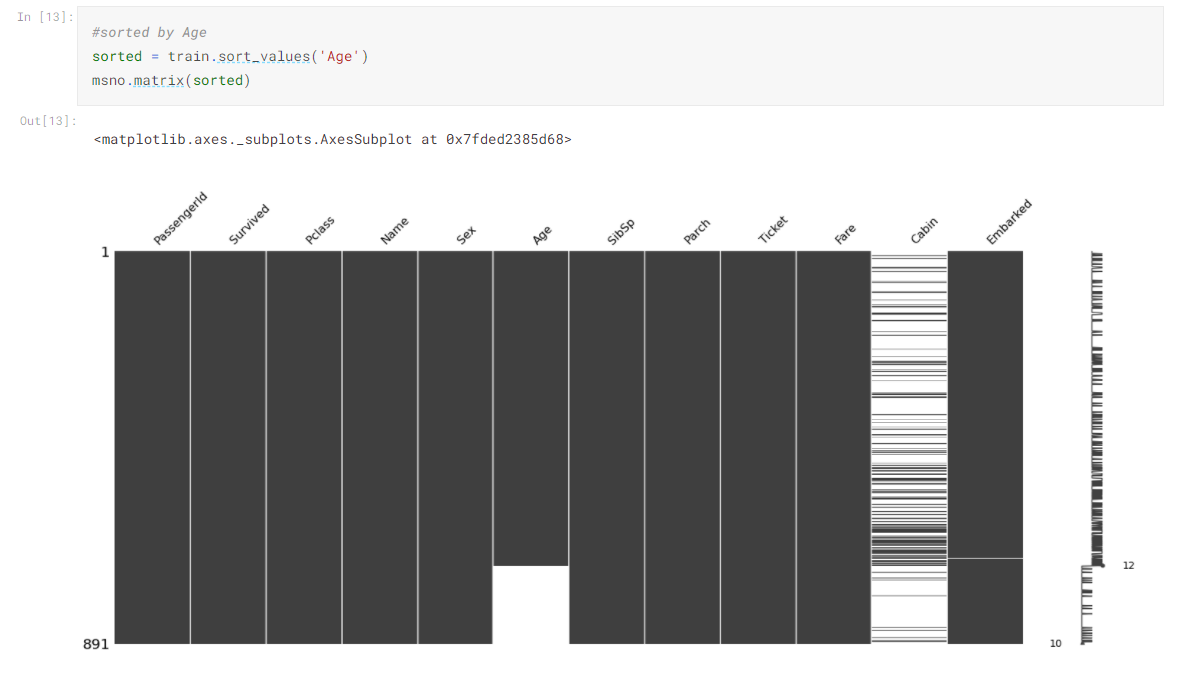 In [13]:
#sorted by Age
sorted = train.sort_values('Age')
msno.matrix(sorted)
Out[13]:
<matplotlib.axes._subplots.AxesSubplot at 0x7fded2385d68>
PassengerId Survived Pclass Name Sex Age SibSp Parch Ticket Fare Cabin Embarked
1
12
891
10